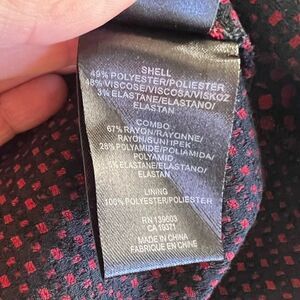 SHELL
49% POLYESTER/POLIESTER
48% VISCOSE/VISCOSA/VISKOZ
3% ELASTANE/ELASTANO/
ELASTAN
COMBO
67% RAYON/RAYONNE/
RAYON/SUNI IPEK
28% POLYAMIDE/POLIAMIDA/
POLYAMID
5% ELASTANE/ELASTANO/
ELASTAN
LINING
100% POLYESTER/POLIESTER
RN 139603
CA 19371
MADE IN CHINA
FABRIQUE EN CHINE